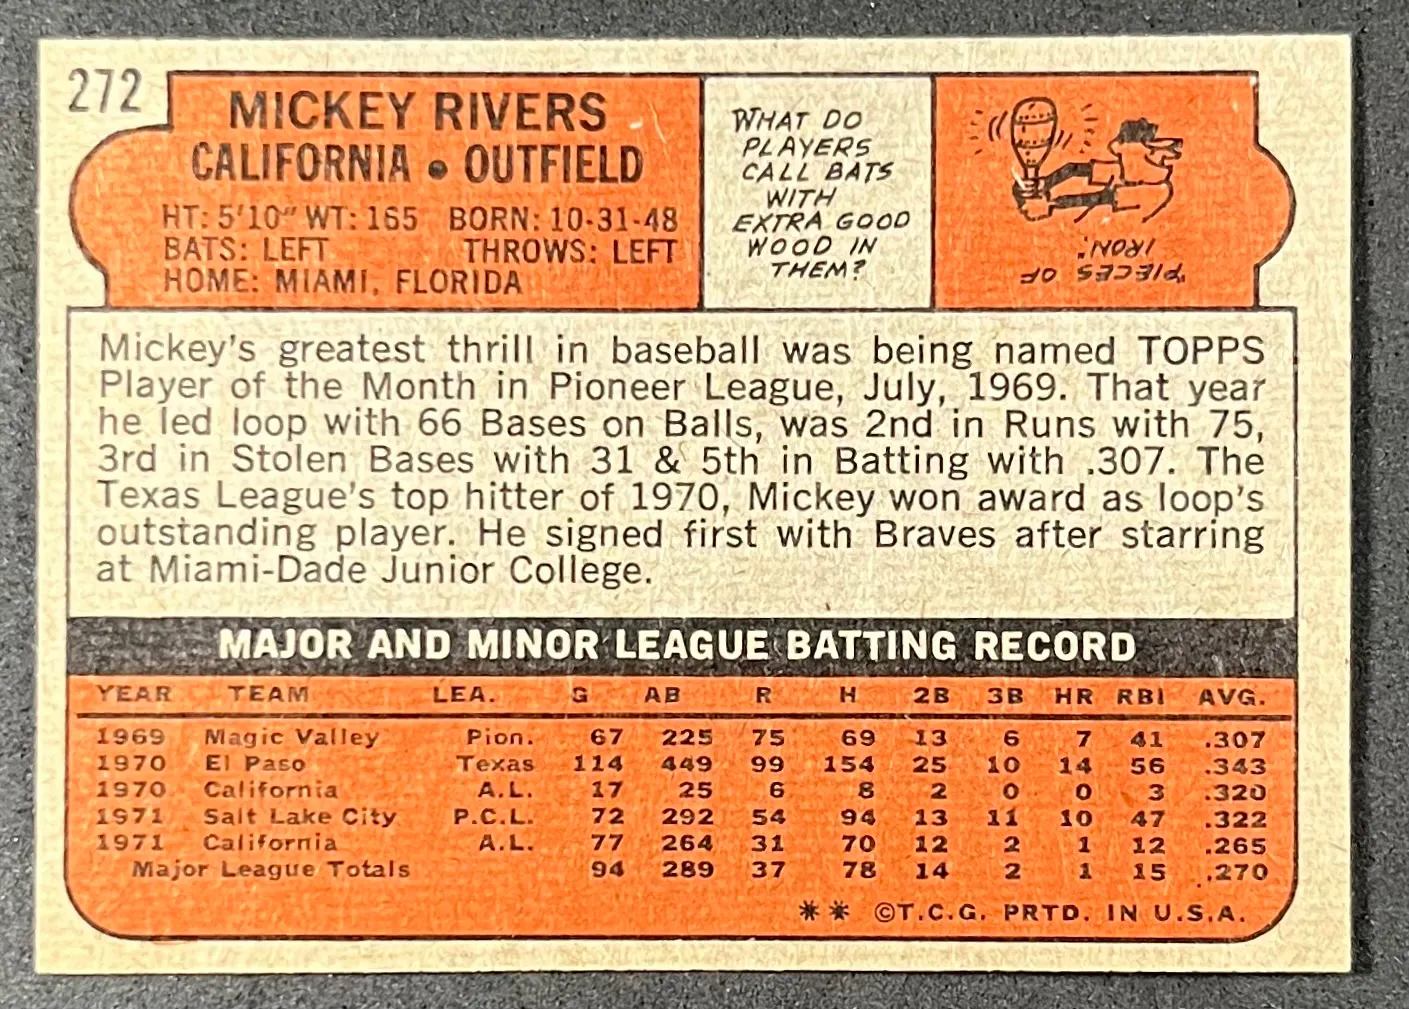 272
MICKEY RIVERS
CALIFORNIA • OUTFIELD
HT: 5'10" WT: 165 BORN: 10-31-48
BATS: LEFT THROWS: LEFT
HOME: MIAMI, FLORIDA
WHAT DO
PLAYERS
CALL BATS
WITH
EXTRA GOOD
WOOD IN
THEM?
"PIECES OF
IRON."
Mickey's greatest thrill in baseball was being named TOPPS
Player of the Month in Pioneer League, July, 1969. That year
he led loop with 66 Bases on Balls, was 2nd in Runs with 75,
3rd in Stolen Bases with 31 & 5th in Batting with .307. The
Texas League's top hitter of 1970, Mickey won award as loop's
outstanding player. He signed first with Braves after starring
at Miami-Dade Junior College.
MAJOR AND MINOR LEAGUE BATTING RECORD
YEAR TEAM LEA. G AB R H 2B 3B HR RBI AVG.
1969 Magic Valley Pion. 67 225 75 69 13 6 7 41 .307
1970 El Paso Texas 114 449 99 154 25 10 14 56 .343
1970 California A.L. 17 25 6 8 2 0 0 3 .320
1971 Salt Lake City P.C.L. 72 292 54 94 13 11 10 47 .322
1971 California A.L. 77 264 31 70 12 2 1 12 .265
Major League Totals 94 289 37 78 14 2 1 15 .270
** ©T.C.G. PRTD. IN U.S.A.